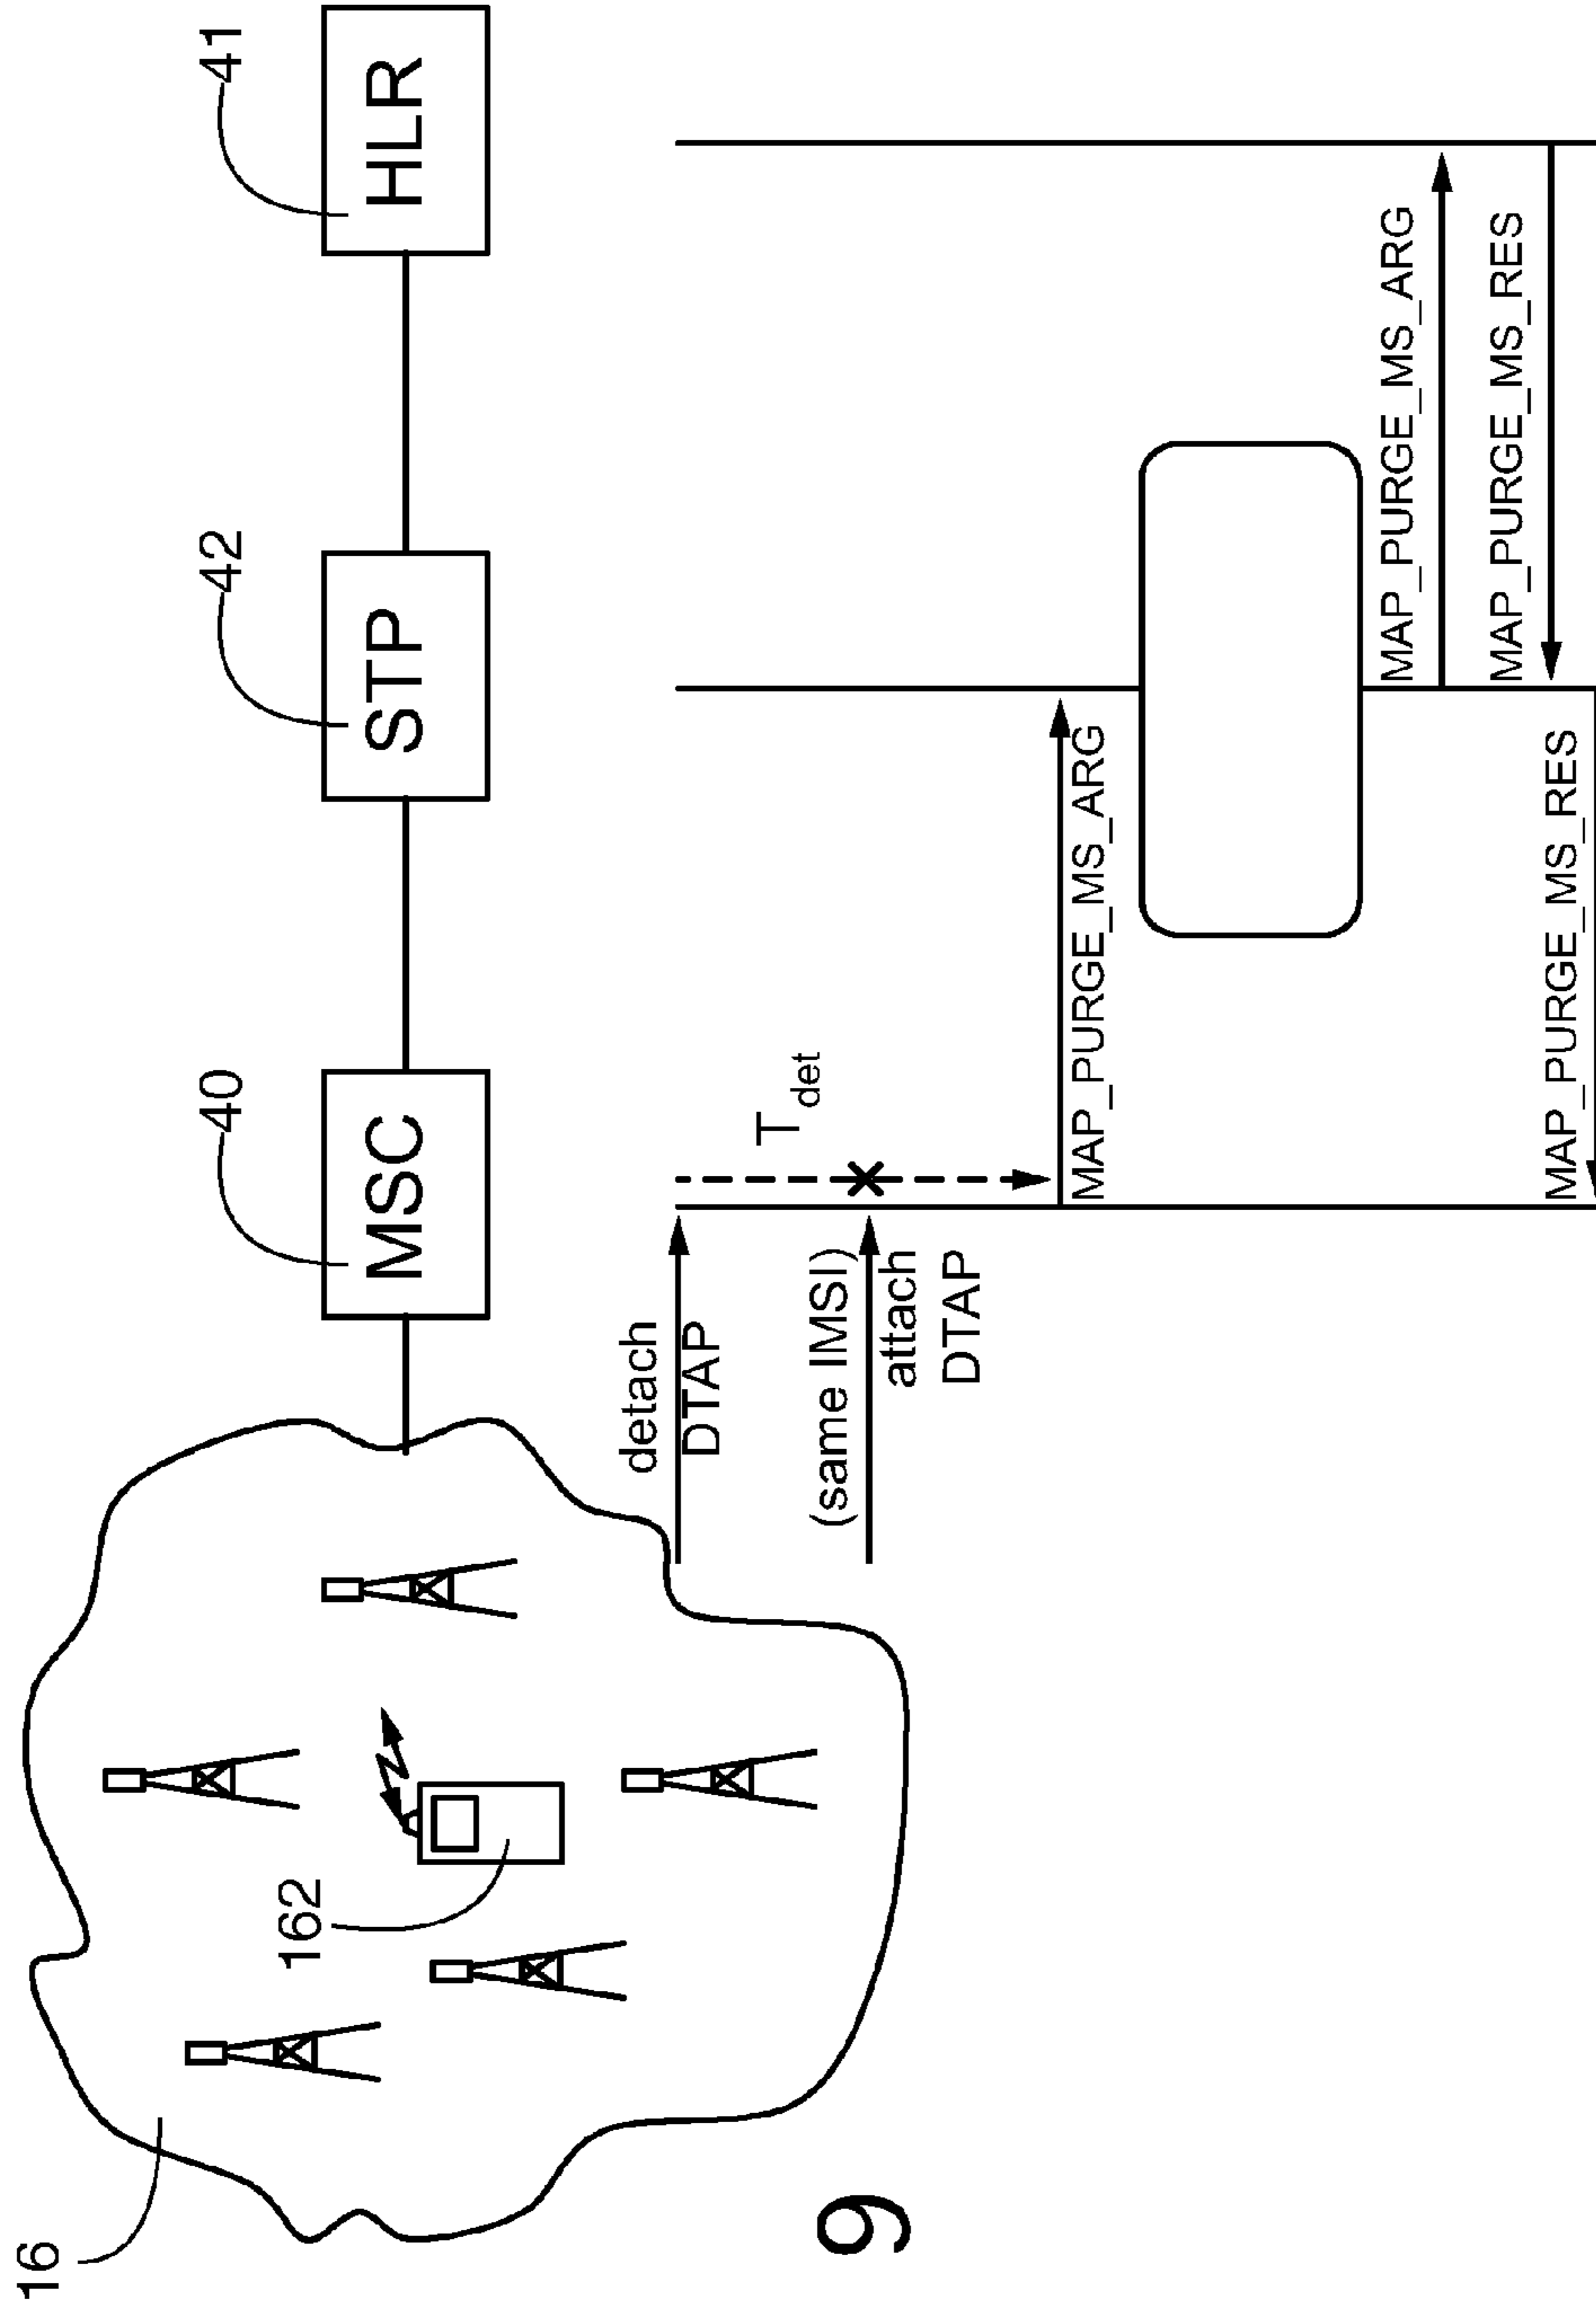 16
40
42
41
162
MSC
STP
HLR
detach
DTAP
T det
(same IMSI)
9
attach
DTAP
MAP_PURGE_MS_ARG
MAP_PURGE_MS_ARG
MAP_PURGE_MS_RES
MAP_PURGE_MS_RES